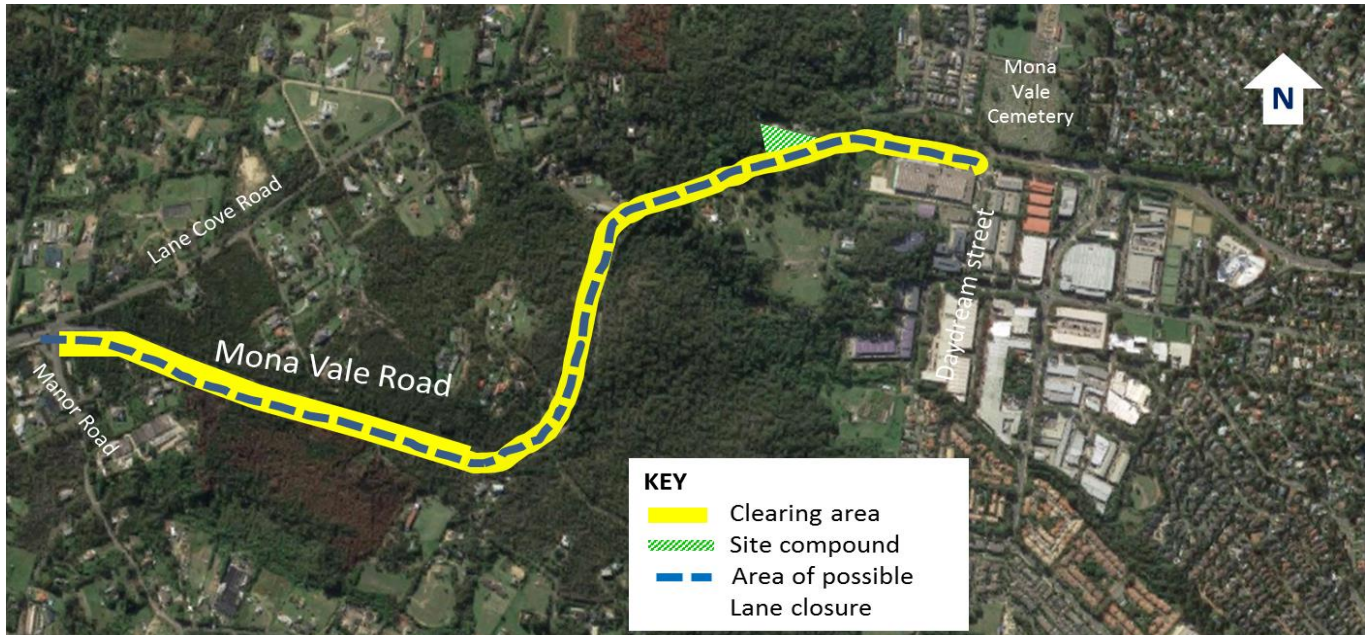 Mona
Vale
Cemetery
N
Lane Cove Road
Mona Vale Road
Manor Road
Daydream street
KEY
Clearing area
Site compound
Area of possible
Lane closure